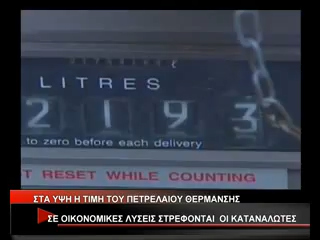 LITRES
2193
to zero before each delivery
T RESET WHILE COUNTING
ΣΤΑ ΥΨΗ Η ΤΙΜΗ ΤΟΥ ΠΕΤΡΕΛΑΙΟΥ ΘΕΡΜΑΝΣΗΣ
ΣΕ ΟΙΚΟΝΟΜΙΚΕΣ ΛΥΣΕΙΣ ΣΤΡΕΦΟΝΤΑΙ ΟΙ ΚΑΤΑΝΑΛΩΤΕΣ